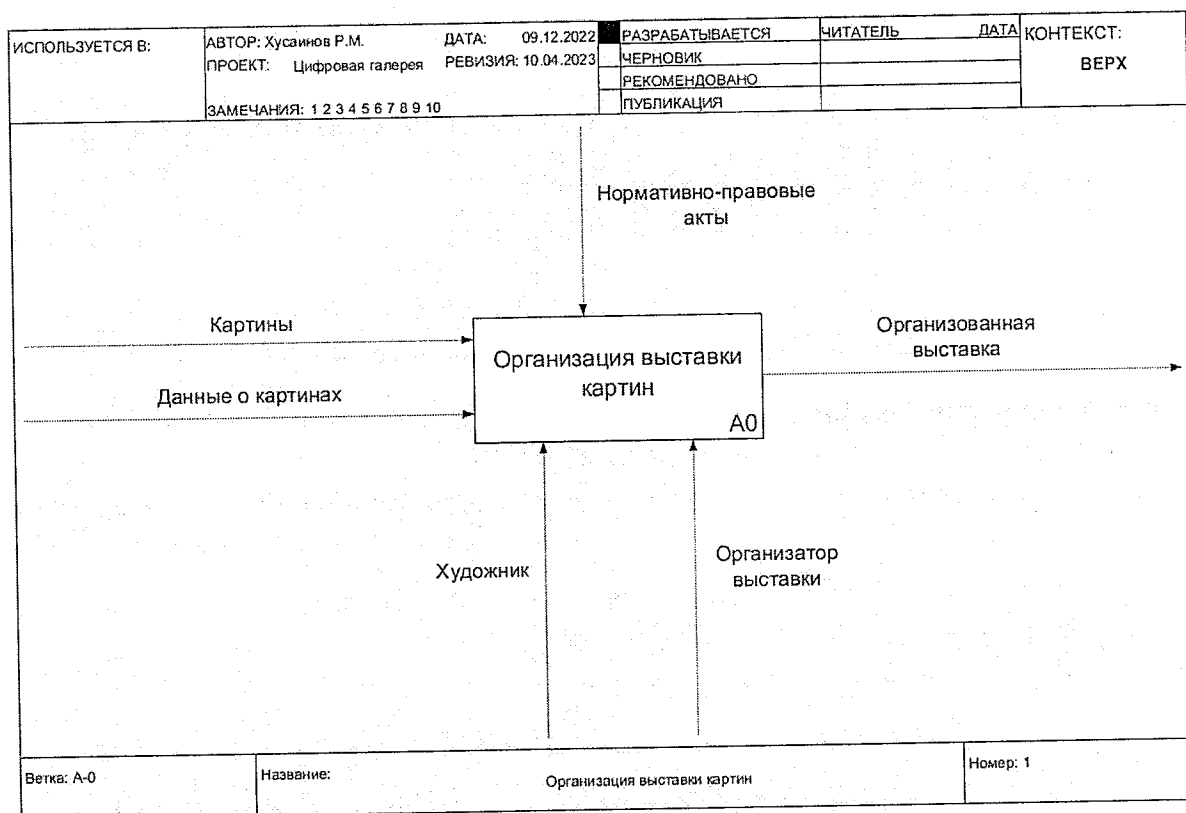 ИСПОЛЬЗУЕТСЯ В:
АВТОР: Хусаинов Р.М.
ДАТА: 09.12.2022
ПРОЕКТ: Цифровая галерея
РЕВИЗИЯ: 10.04.2023
ЗАМЕЧАНИЯ: 1 2 3 4 5 6 7 8 9 10
РАЗРАБАТЫВАЕТСЯ
ЧЕРНОВИК
РЕКОМЕНДОВАНО
ПУБЛИКАЦИЯ
ЧИТАТЕЛЬ ДАТА
КОНТЕКСТ:
ВЕРХ
Нормативно-правовые
акты
Картины
Данные о картинах
Организация выставки
картин
A0
Организованная
выставка
Художник
Организатор
выставки
Ветка: A-0
Название:
Организация выставки картин
Номер: 1